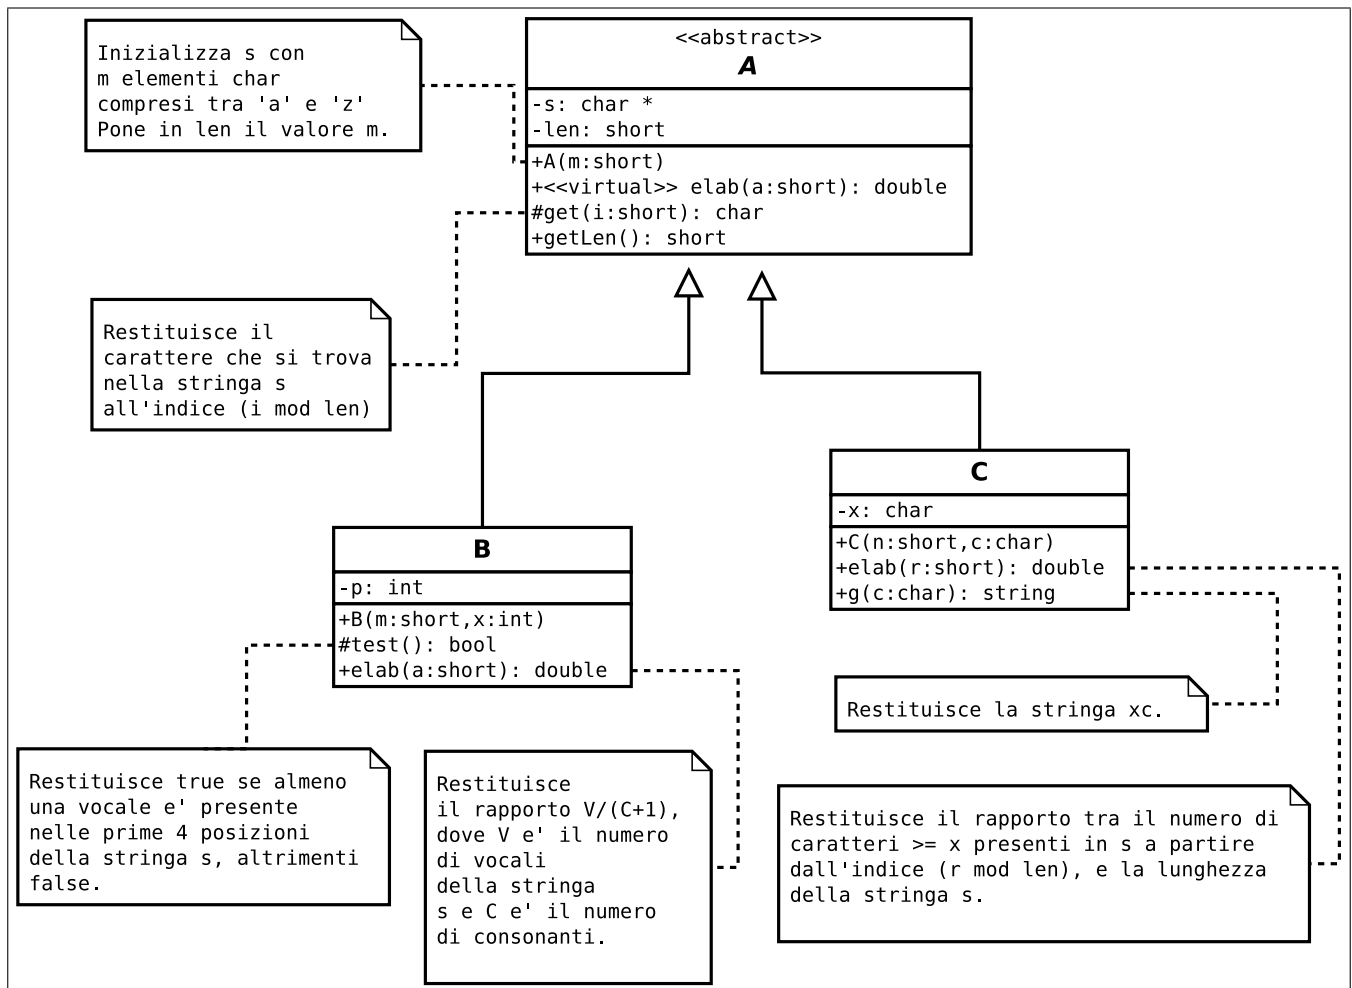 Inizializza s con
m elementi char
compresi tra 'a' e 'z'
Pone in len il valore m.
<<abstract>>
A
-s: char *
-len: short
+A(m:short)
+<<virtual>> elab(a:short): double
#get(i:short): char
+getLen(): short
Restituisce il
carattere che si trova
nella stringa s
all'indice (i mod len)
C
-x: char
+C(n:short,c:char)
+elab(r:short): double
+g(c:char): string
B
-p: int
+B(m:short,x:int)
#test(): bool
+elab(a:short): double
Restituisce la stringa xc.
Restituisce true se almeno
una vocale e' presente
nelle prime 4 posizioni
della stringa s, altrimenti
false.
Restituisce
il rapporto V/(C+1),
dove V e' il numero
di vocali
della stringa
s e C e' il numero
di consonanti.
Restituisce il rapporto tra il numero di
caratteri >= x presenti in s a partire
dall'indice (r mod len), e la lunghezza
della stringa s.